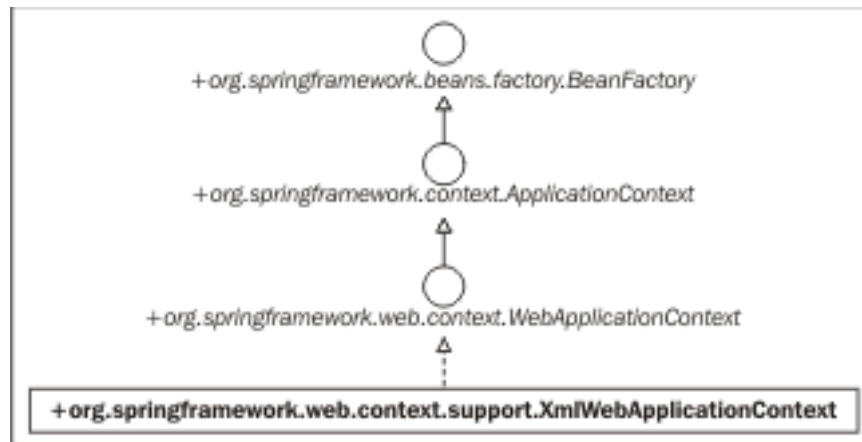 +org.springframework.beans.factory.BeanFactory
+org.springframework.context.ApplicationContext
+org.springframework.web.context.WebApplicationContext
+org.springframework.web.context.support.XmlWebApplicationContext